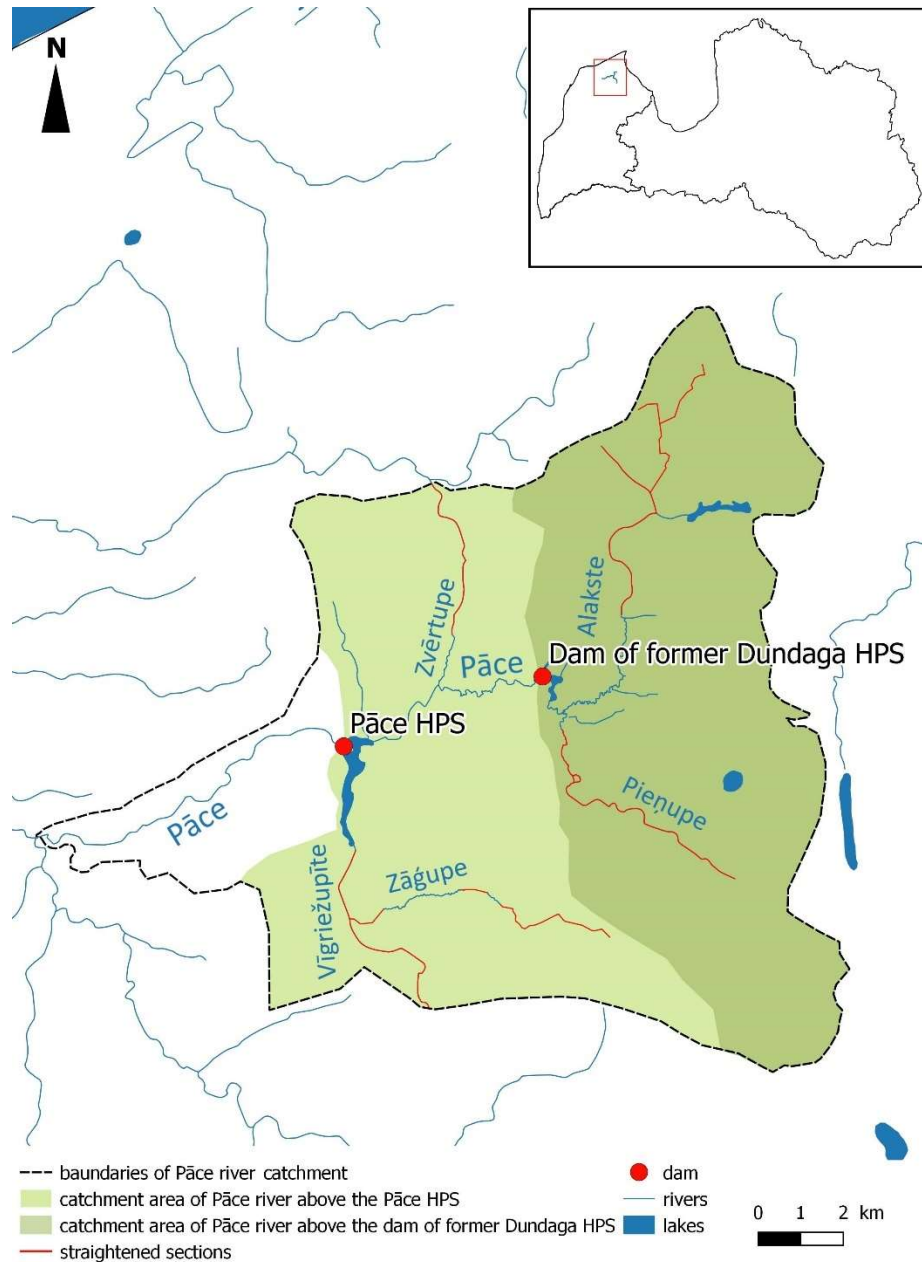 N
Zvērtupe
Alakste
Pāce
Dam of former Dundaga HPS
Pāce HPS
Pāce
Pieņupe
Zāģupe
Vīgriežupīte
baundaries of Pāce river catchment
catchment area of Pāce river above the Pāce HPS
catchment area of Pāce river above the dam of former Dundaga HPS
straightened sections
dam
rivers
lakes
0 1 2 km